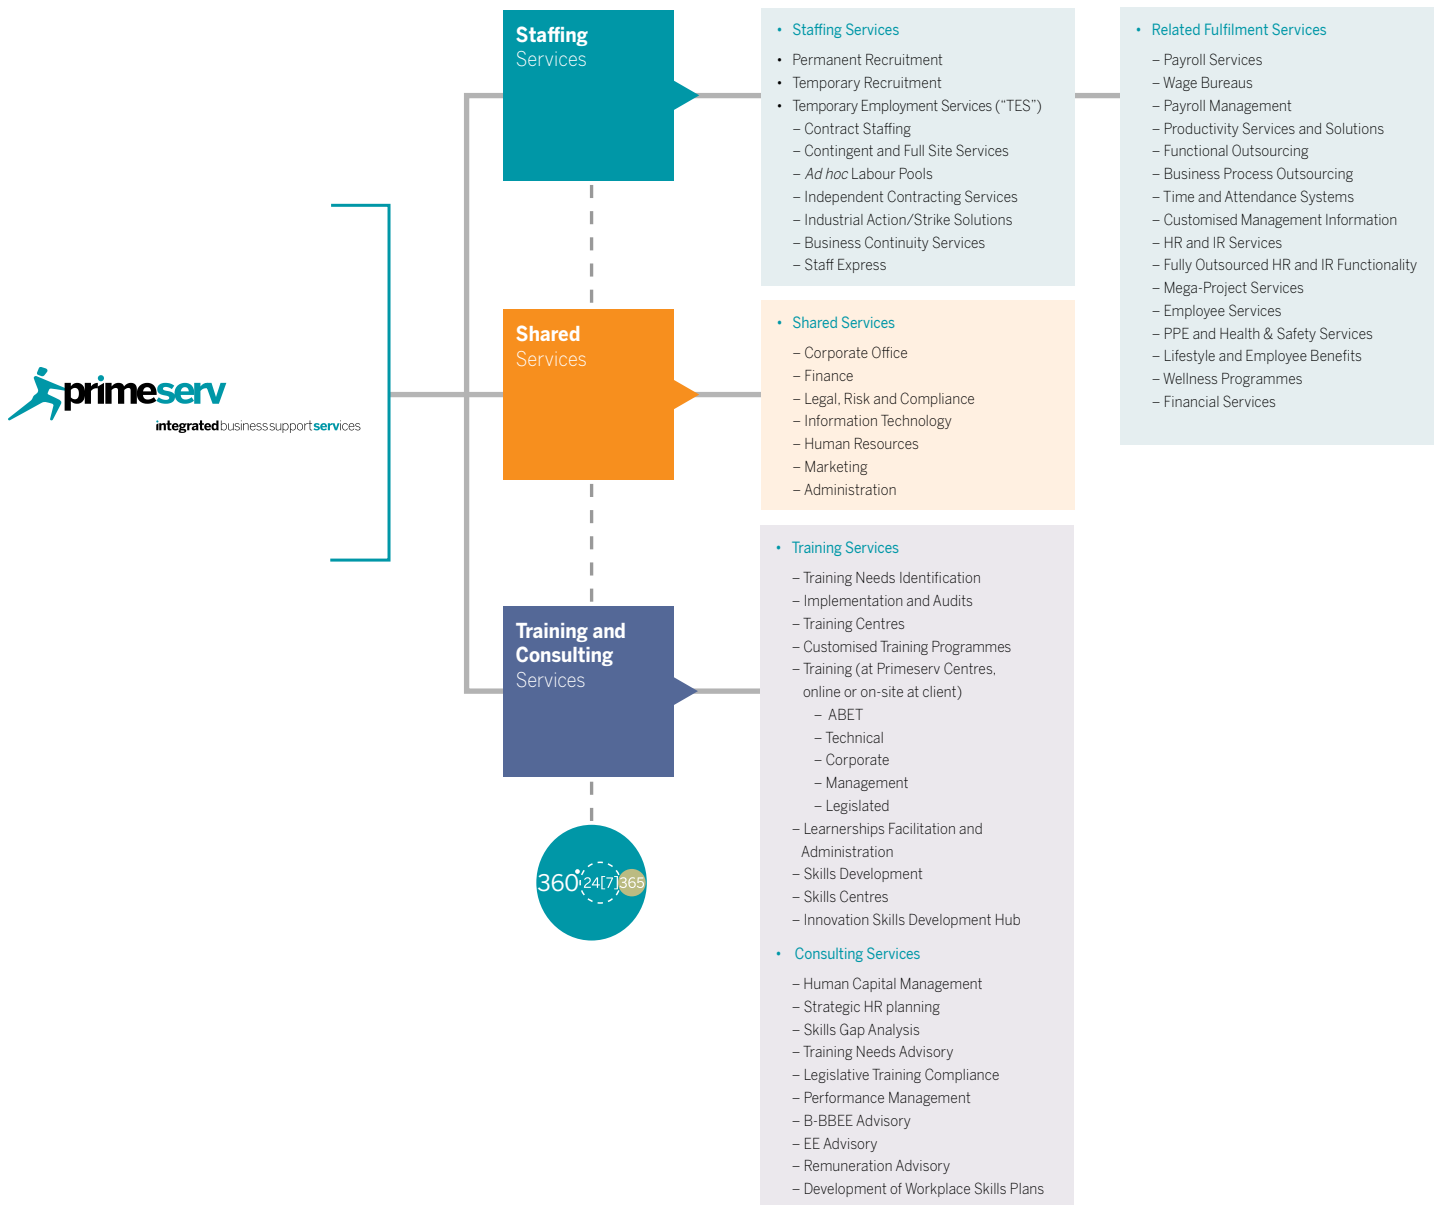 primeserv
integrated business support services
Staffing
Services
• Staffing Services
• Permanent Recruitment
• Temporary Recruitment
• Temporary Employment Services (“TES”)
– Contract Staffing
– Contingent and Full Site Services
– Ad hoc Labour Pools
– Independent Contracting Services
– Industrial Action/Strike Solutions
– Business Continuity Services
– Staff Express
• Related Fulfilment Services
– Payroll Services
– Wage Bureaus
– Payroll Management
– Productivity Services and Solutions
– Functional Outsourcing
– Business Process Outsourcing
– Time and Attendance Systems
– Customised Management Information
– HR and IR Services
– Fully Outsourced HR and IR Functionality
– Mega-Project Services
– Employee Services
– PPE and Health & Safety Services
– Lifestyle and Employee Benefits
– Wellness Programmes
– Financial Services
Shared
Services
• Shared Services
– Corporate Office
– Finance
– Legal, Risk and Compliance
– Information Technology
– Human Resources
– Marketing
– Administration
Training and
Consulting
Services
• Training Services
– Training Needs Identification
– Implementation and Audits
– Training Centres
– Customised Training Programmes
– Training (at Primeserv Centres,
online or on-site at client)
– ABET
– Technical
– Corporate
– Management
– Legislated
– Learnerships Facilitation and
Administration
– Skills Development
– Skills Centres
– Innovation Skills Development Hub
• Consulting Services
– Human Capital Management
– Strategic HR planning
– Skills Gap Analysis
– Training Needs Advisory
– Legislative Training Compliance
– Performance Management
– B-BBEE Advisory
– EE Advisory
– Remuneration Advisory
– Development of Workplace Skills Plans
360° 24[7] 365